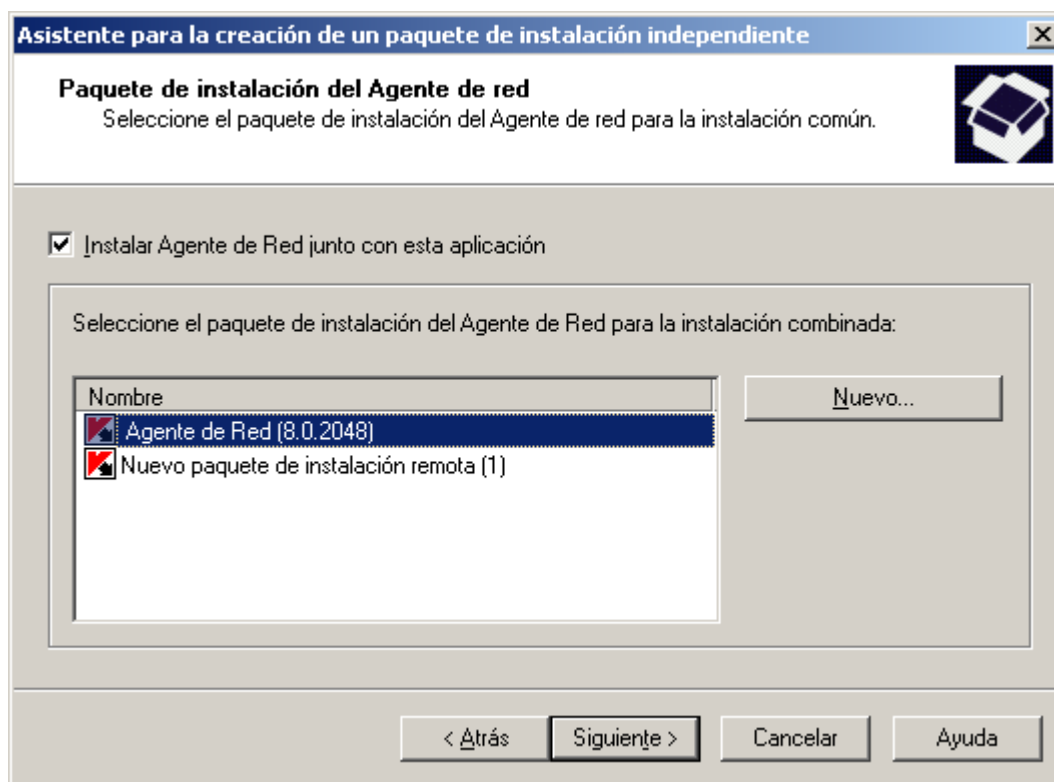 Asistente para la creación de un paquete de instalación independiente
Paquete de instalación del Agente de red
Seleccione el paquete de instalación del Agente de red para la instalación común.
Instalar Agente de Red junto con esta aplicación
Seleccione el paquete de instalación del Agente de Red para la instalación combinada:
Nombre
Nuevo...
Agente de Red (8.0.2048)
Nuevo paquete de instalación remota (1)
< Atrás Siguiente > Cancelar Ayuda